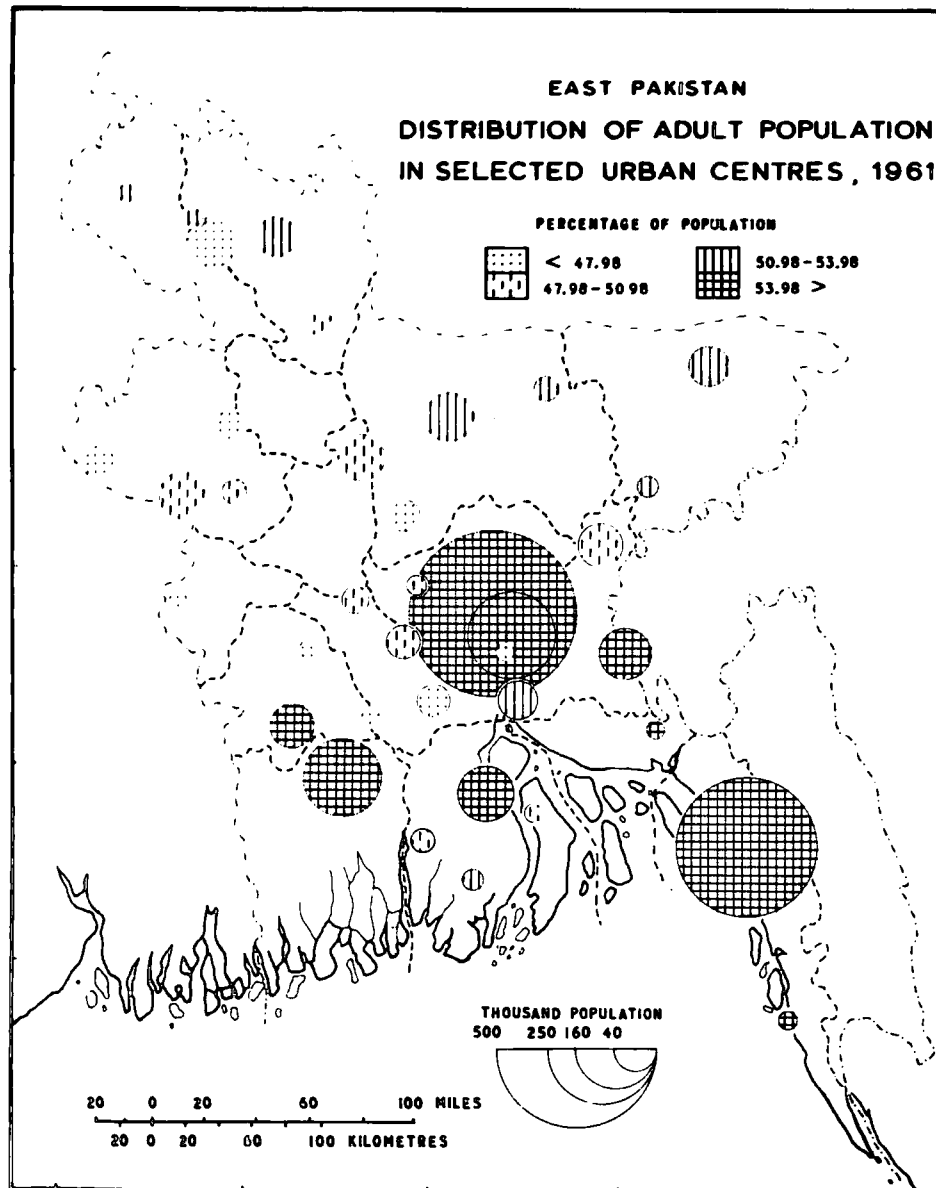 EAST PAKISTAN
DISTRIBUTION OF ADULT POPULATION
IN SELECTED URBAN CENTRES, 1961
PERCENTAGE OF POPULATION
< 47.98
50.98-53.98
47.98-50 98
53.98 >
THOUSAND POPULATION
500 250 160 40
20 0 20 60 100 MILES
20 0 20 60 100 KILOMETRES